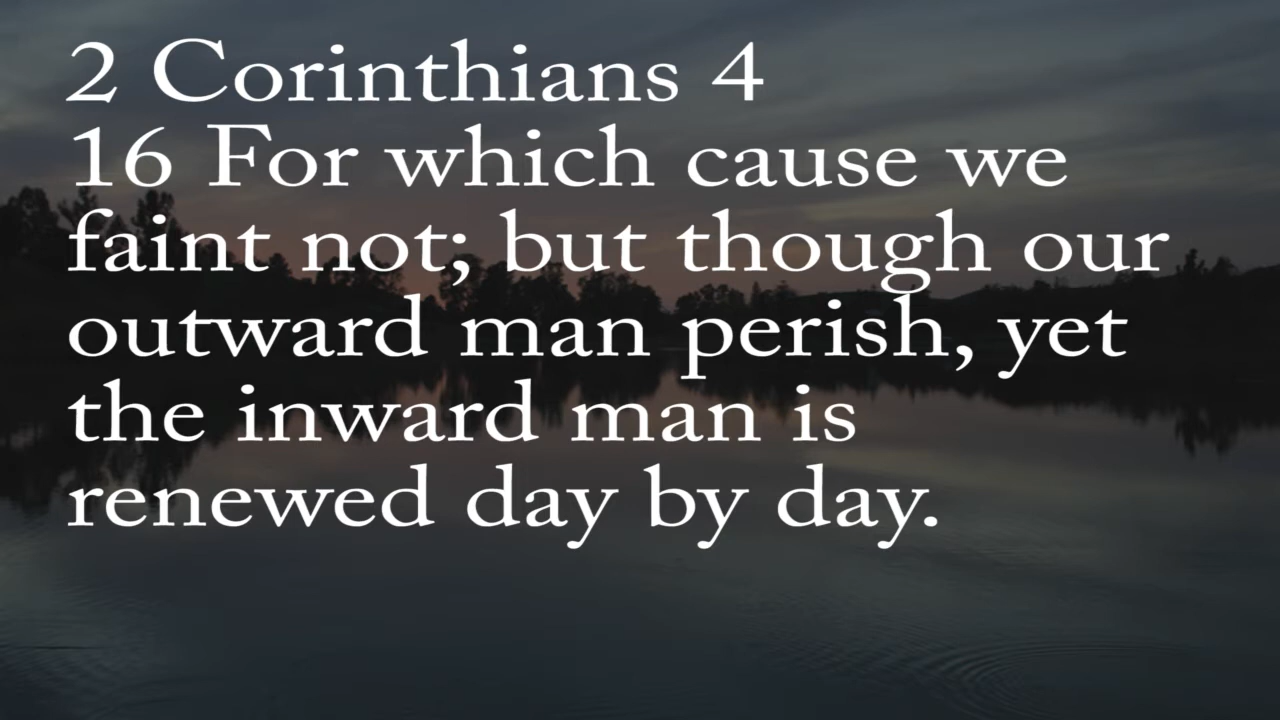 2 Corinthians 4
16 For which cause we
faint not; but though our
outward man perish, yet
the inward man is
renewed day by day.